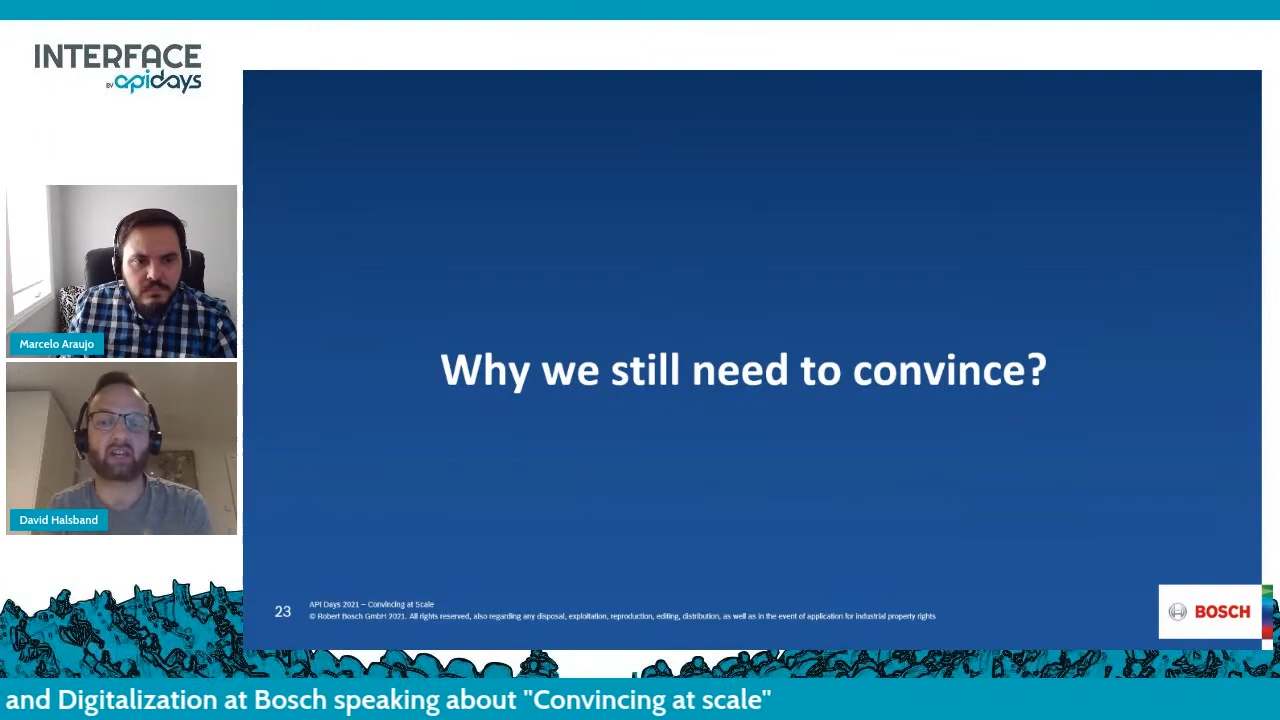 INTERFACE
BY apidays
Marcelo Araujo
David Halsband
Why we still need to convince?
23
API Days 2021 – Convincing at Scale
© Robert Bosch GmbH 2021. All rights reserved, also regarding any disposal, exploitation, reproduction, editing, distribution, as well as in the event of application for industrial property rights
BOSCH
and Digitalization at Bosch speaking about "Convincing at scale"